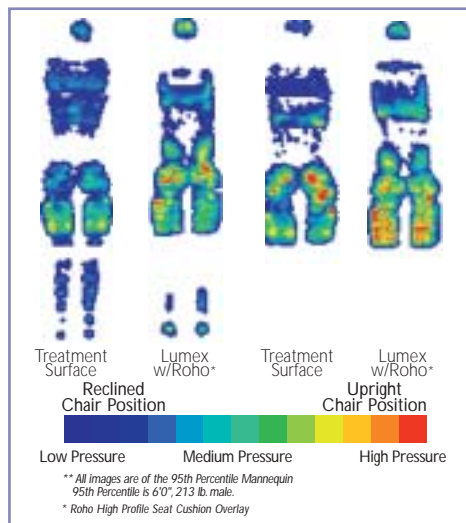 Treatment Surface
Lumex w/Roho*
Treatment Surface
Lumex w/Roho*
Reclined Chair Position
Upright Chair Position
Low Pressure
Medium Pressure
High Pressure
** All images are of the 95th Percentile Mannequin
95th Percentile is 6'0", 213 lb. male.
* Roho High Profile Seat Cushion Overlay